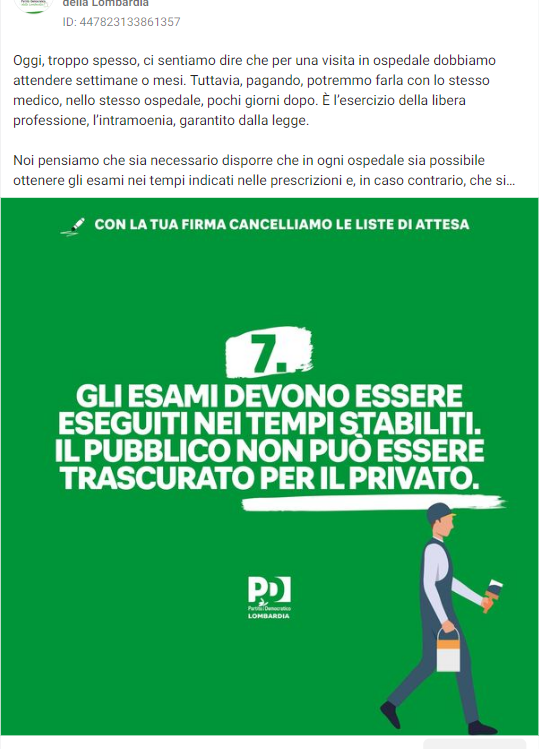 della Lombardia
ID: 447823133861357
Oggi, troppo spesso, ci sentiamo dire che per una visita in ospedale dobbiamo
attendere settimane o mesi. Tuttavia, pagando, potremmo farla con lo stesso
medico, nello stesso ospedale, pochi giorni dopo. È l’esercizio della libera
professione, l’intramoenia, garantito dalla legge.
Noi pensiamo che sia necessario disporre che in ogni ospedale sia possibile
ottenere gli esami nei tempi indicati nelle prescrizioni e, in caso contrario, che si...
CON LA TUA FIRMA CANCELLIAMO LE LISTE DI ATTESA
7.
GLI ESAMI DEVONO ESSERE
ESEGUITI NEI TEMPI STABILITI.
IL PUBBLICO NON PUÒ ESSERE
TRASCURATO PER IL PRIVATO.
PD
Partito Democratico
LOMBARDIA